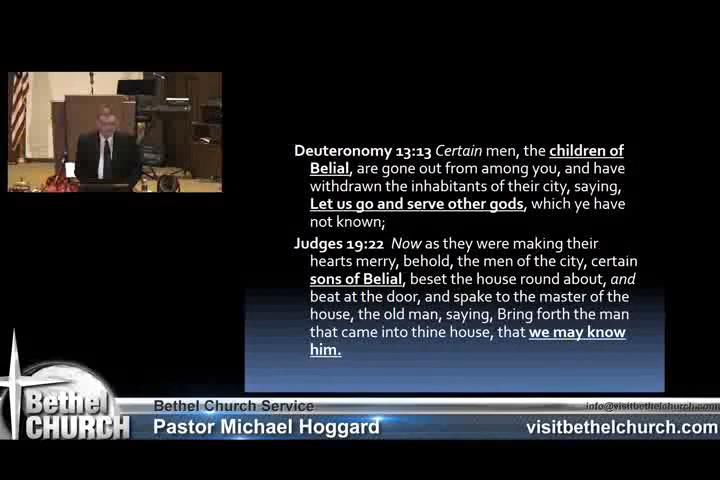 Deuteronomy 13:13 Certain men, the children of
Belial, are gone out from among you, and have
withdrawn the inhabitants of their city, saying,
Let us go and serve other gods, which ye have
not known;
Judges 19:22 Now as they were making their
hearts merry, behold, the men of the city, certain
sons of Belial, beset the house round about, and
beat at the door, and spake to the master of the
house, the old man, saying, Bring forth the man
that came into thine house, that we may know
him.
Bethel
CHURCH
Bethel Church Service
info@visitbethelchurch.com
Pastor Michael Hoggard
visitbethelchurch.com